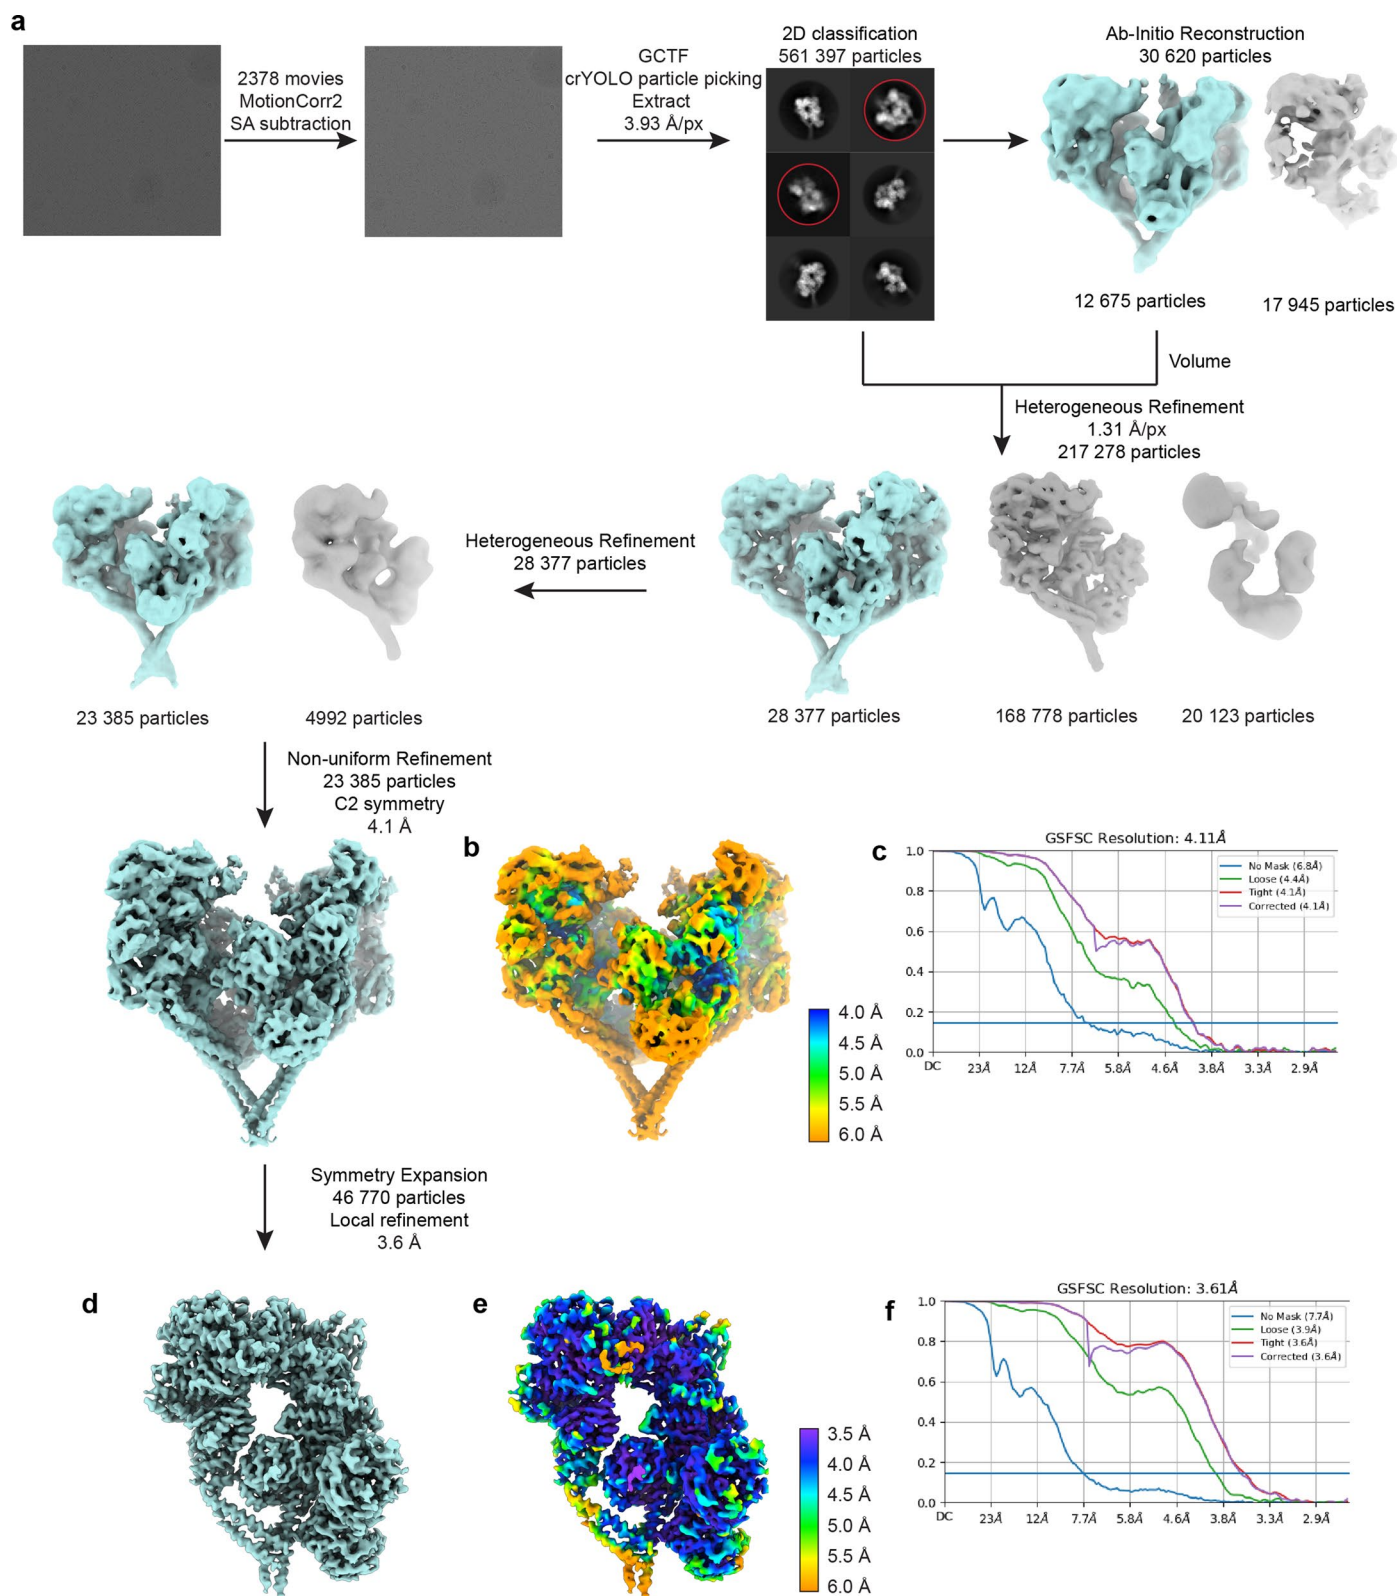 a
2378 movies
MotionCorr2
SA subtraction
GCTF
crYOLO particle picking
Extract
3.93 Å/px
2D classification
561 397 particles
Ab-Initio Reconstruction
30 620 particles
12 675 particles
17 945 particles
Volume
Heterogeneous Refinement
1.31 Å/px
217 278 particles
Heterogeneous Refinement
28 377 particles
23 385 particles
4992 particles
28 377 particles
168 778 particles
20 123 particles
Non-uniform Refinement
23 385 particles
C2 symmetry
4.1 Å
b
4.0 Å
4.5 Å
5.0 Å
5.5 Å
6.0 Å
c
GSFSC Resolution: 4.11Å
1.0
0.8
0.6
0.4
0.2
0.0
No Mask (6.8Å)
Loose (4.4Å)
Tight (4.1Å)
Corrected (4.1Å)
DC 23Å 12Å 7.7Å 5.8Å 4.6Å 3.8Å 3.3Å 2.9Å
Symmetry Expansion
46 770 particles
Local refinement
3.6 Å
d
e
3.5 Å
4.0 Å
4.5 Å
5.0 Å
5.5 Å
6.0 Å
f
GSFSC Resolution: 3.61Å
1.0
0.8
0.6
0.4
0.2
0.0
No Mask (7.7Å)
Loose (3.9Å)
Tight (3.6Å)
Corrected (3.6Å)
DC 23Å 12Å 7.7Å 5.8Å 4.6Å 3.8Å 3.3Å 2.9Å